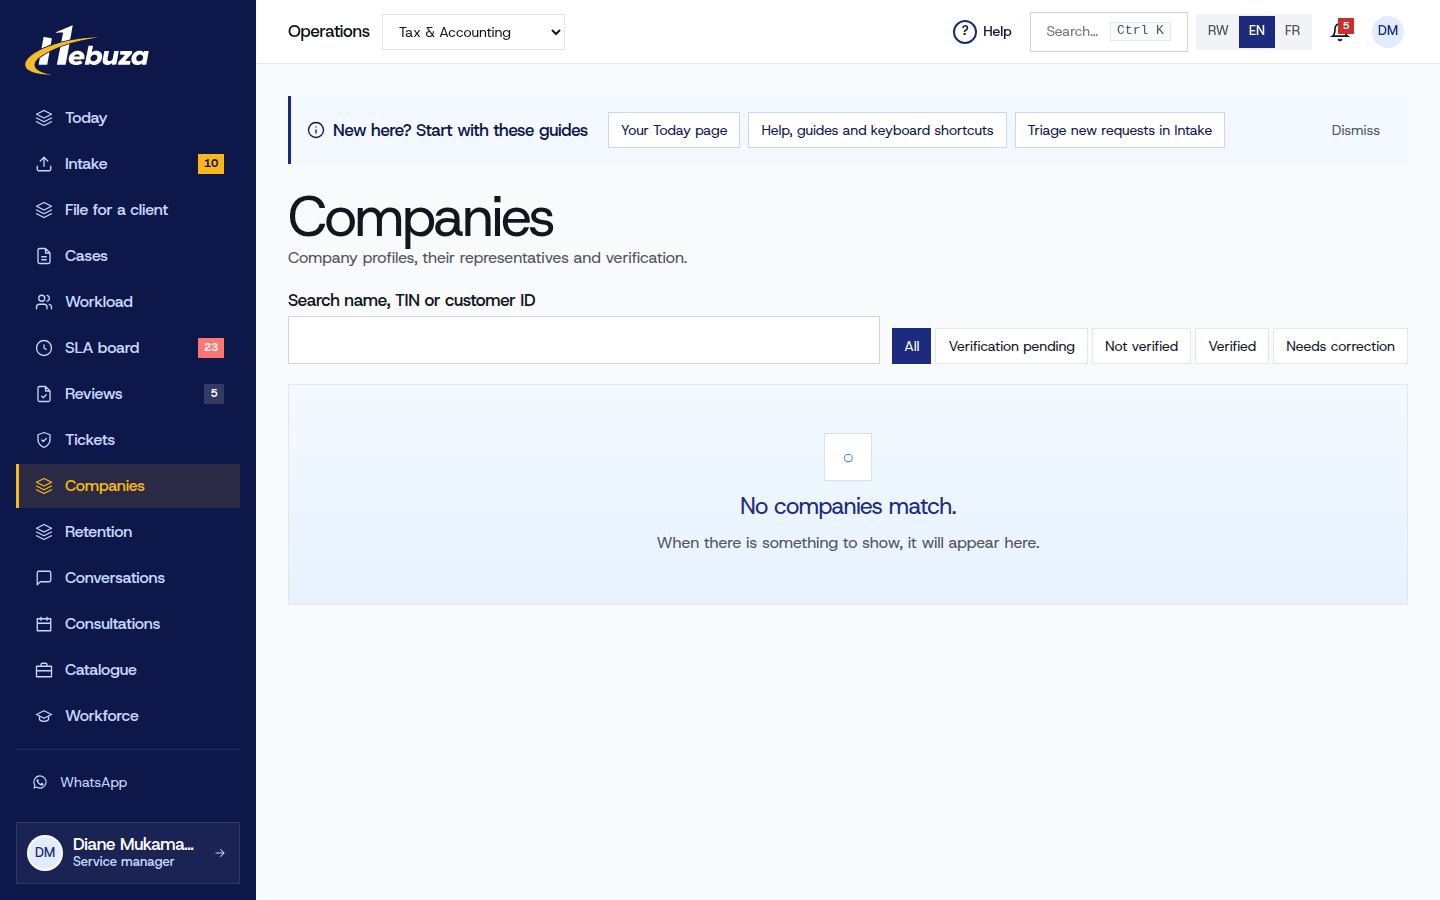 Hebuza
Operations
Tax & Accounting
? Help
Search...
Ctrl K
RW
EN
FR
5
DM
Today
Intake
10
File for a client
Cases
Workload
SLA board
23
Reviews
5
Tickets
Companies
Retention
Conversations
Consultations
Catalogue
Workforce
WhatsApp
DM
Diane Mukama...
Service manager
New here? Start with these guides
Your Today page
Help, guides and keyboard shortcuts
Triage new requests in Intake
Dismiss
Companies
Company profiles, their representatives and verification.
Search name, TIN or customer ID
All
Verification pending
Not verified
Verified
Needs correction
No companies match.
When there is something to show, it will appear here.